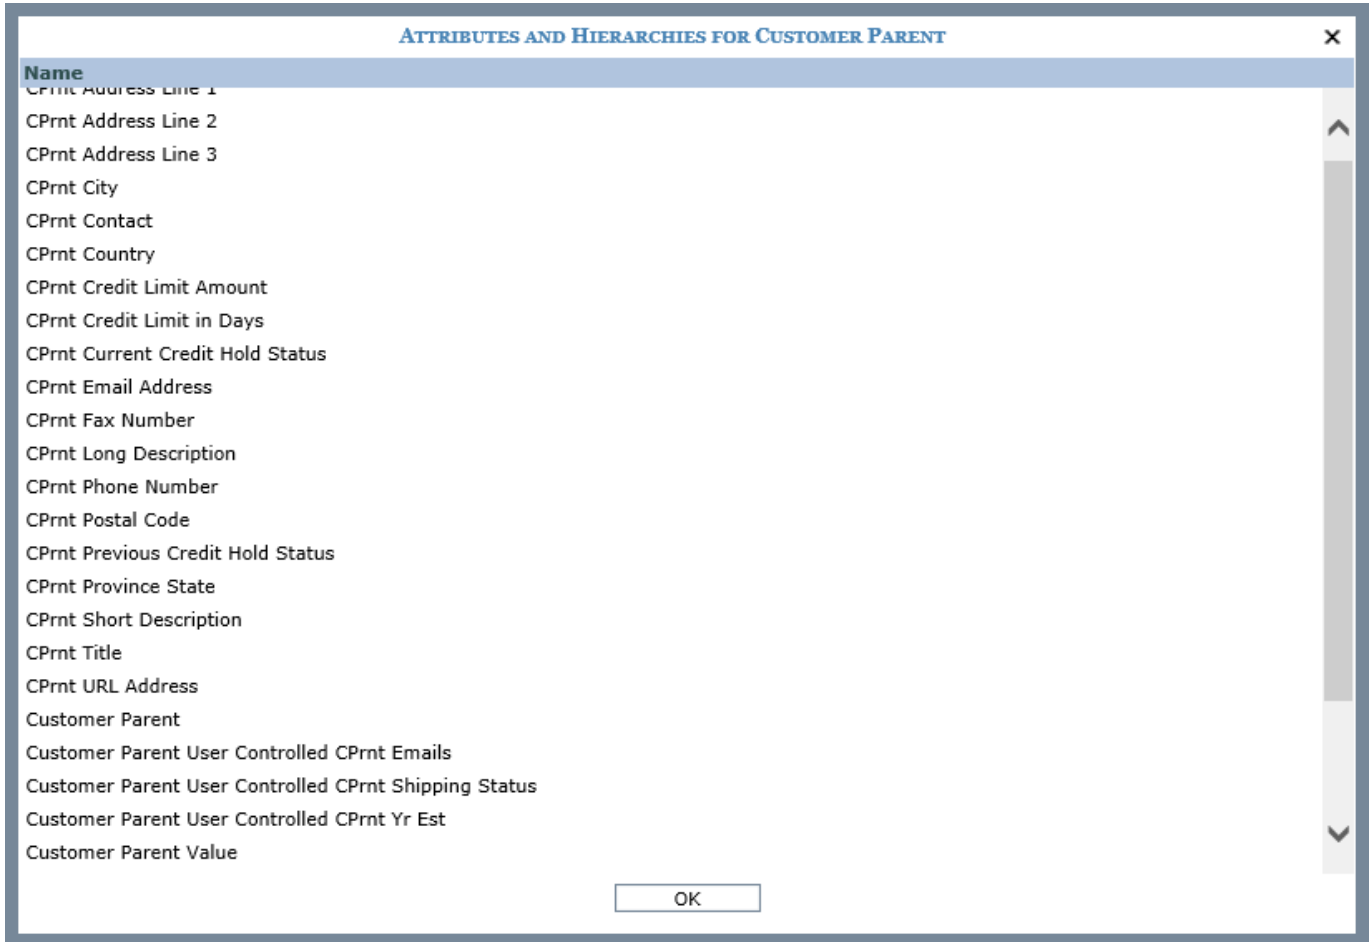 ATTRIBUTES AND HIERARCHIES FOR CUSTOMER PARENT
Name
CPrnt Address Line 1
CPrnt Address Line 2
CPrnt Address Line 3
CPrnt City
CPrnt Contact
CPrnt Country
CPrnt Credit Limit Amount
CPrnt Credit Limit in Days
CPrnt Current Credit Hold Status
CPrnt Email Address
CPrnt Fax Number
CPrnt Long Description
CPrnt Phone Number
CPrnt Postal Code
CPrnt Previous Credit Hold Status
CPrnt Province State
CPrnt Short Description
CPrnt Title
CPrnt URL Address
Customer Parent
Customer Parent User Controlled CPrnt Emails
Customer Parent User Controlled CPrnt Shipping Status
Customer Parent User Controlled CPrnt Yr Est
Customer Parent Value
OK